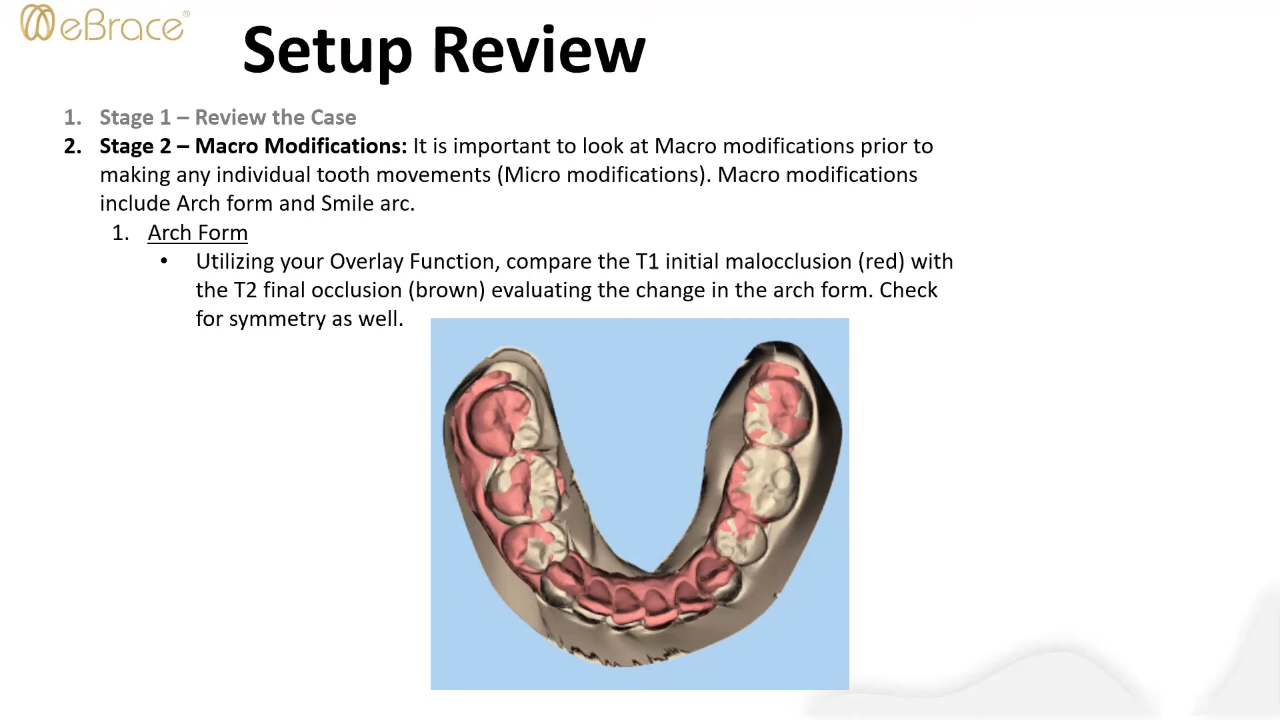 eBrace®
Setup Review
1. Stage 1 – Review the Case
2. Stage 2 – Macro Modifications: It is important to look at Macro modifications prior to
making any individual tooth movements (Micro modifications). Macro modifications
include Arch form and Smile arc.
1. Arch Form
• Utilizing your Overlay Function, compare the T1 initial malocclusion (red) with
the T2 final occlusion (brown) evaluating the change in the arch form. Check
for symmetry as well.